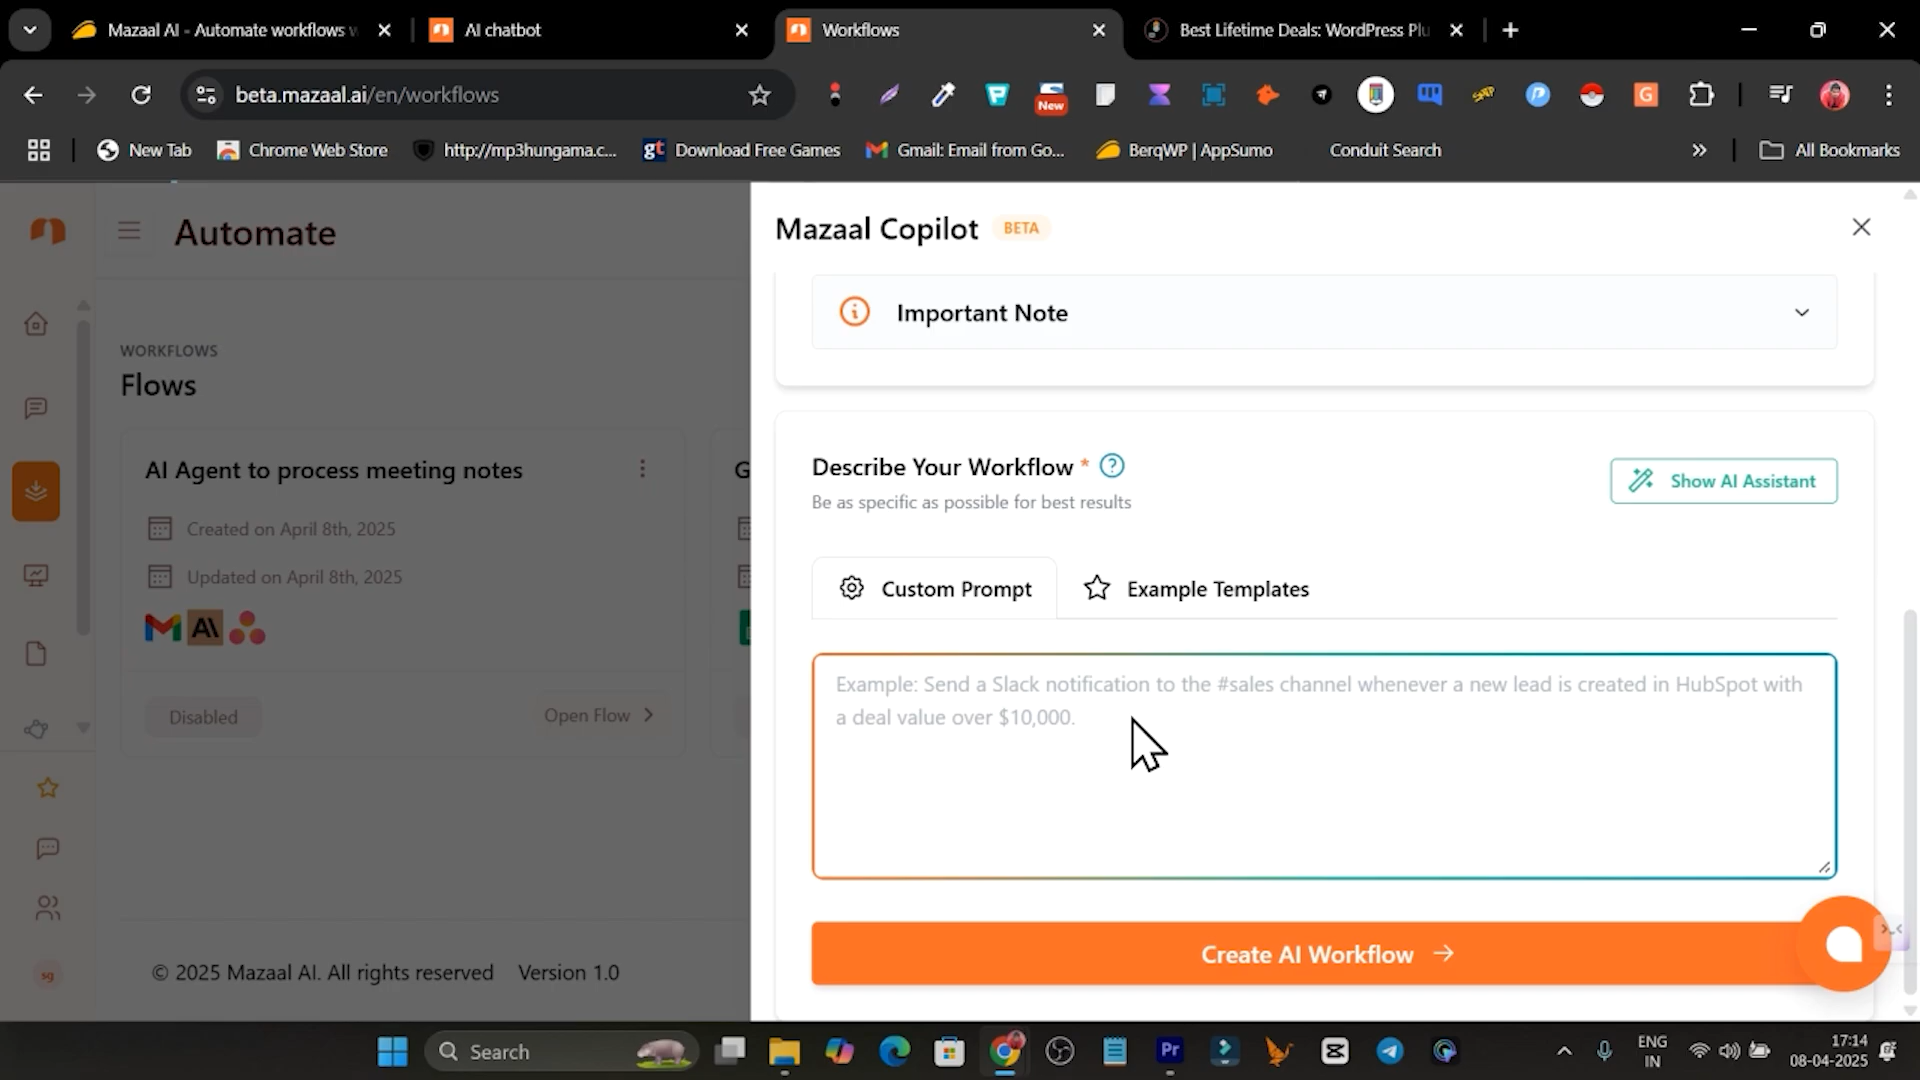 Mazaal AI - Automate workflows w
AI chatbot
Workflows
Best Lifetime Deals: WordPress Plu
beta.mazaal.ai/en/workflows
New
G
New Tab
Chrome Web Store
http://mp3hungama.c...
gt
Download Free Games
Gmail: Email from Go...
BerqWP | AppSumo
Conduit Search
All Bookmarks
Automate
WORKFLOWS
Flows
AI Agent to process meeting notes
Created on April 8th, 2025
Updated on April 8th, 2025
Disabled
Open Flow
G
sg
© 2025 Mazaal AI. All rights reserved
Version 1.0
Mazaal Copilot
BETA
Important Note
Describe Your Workflow *
Be as specific as possible for best results
Show AI Assistant
Custom Prompt
Example Templates
Example: Send a Slack notification to the #sales channel whenever a new lead is created in HubSpot with
a deal value over $10,000.
Create AI Workflow →
Search
Pr
ENG
IN
17:14
08-04-2025